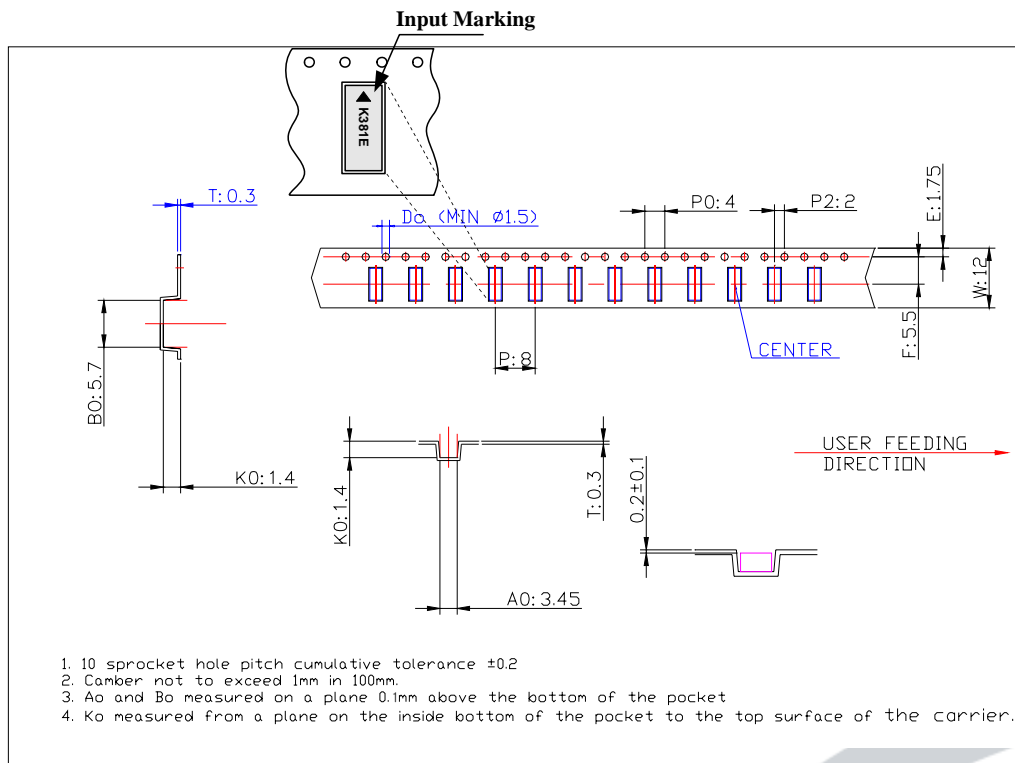 Input Marking
K381E
T:0.3
Do (MIN Ø1.5)
P0:4
P2:2
E:1.75
W:12
F:5.5
B0:5.7
P:8
CENTER
K0:1.4
K0:1.4
T:0.3
0.2±0.1
USER FEEDING
DIRECTION
A0:3.45
1. 10 sprocket hole pitch cumulative tolerance ±0.2
2. Camber not to exceed 1mm in 100mm.
3. Ao and Bo measured on a plane 0.1mm above the bottom of the pocket
4. Ko measured from a plane on the inside bottom of the pocket to the top surface of the carrier.